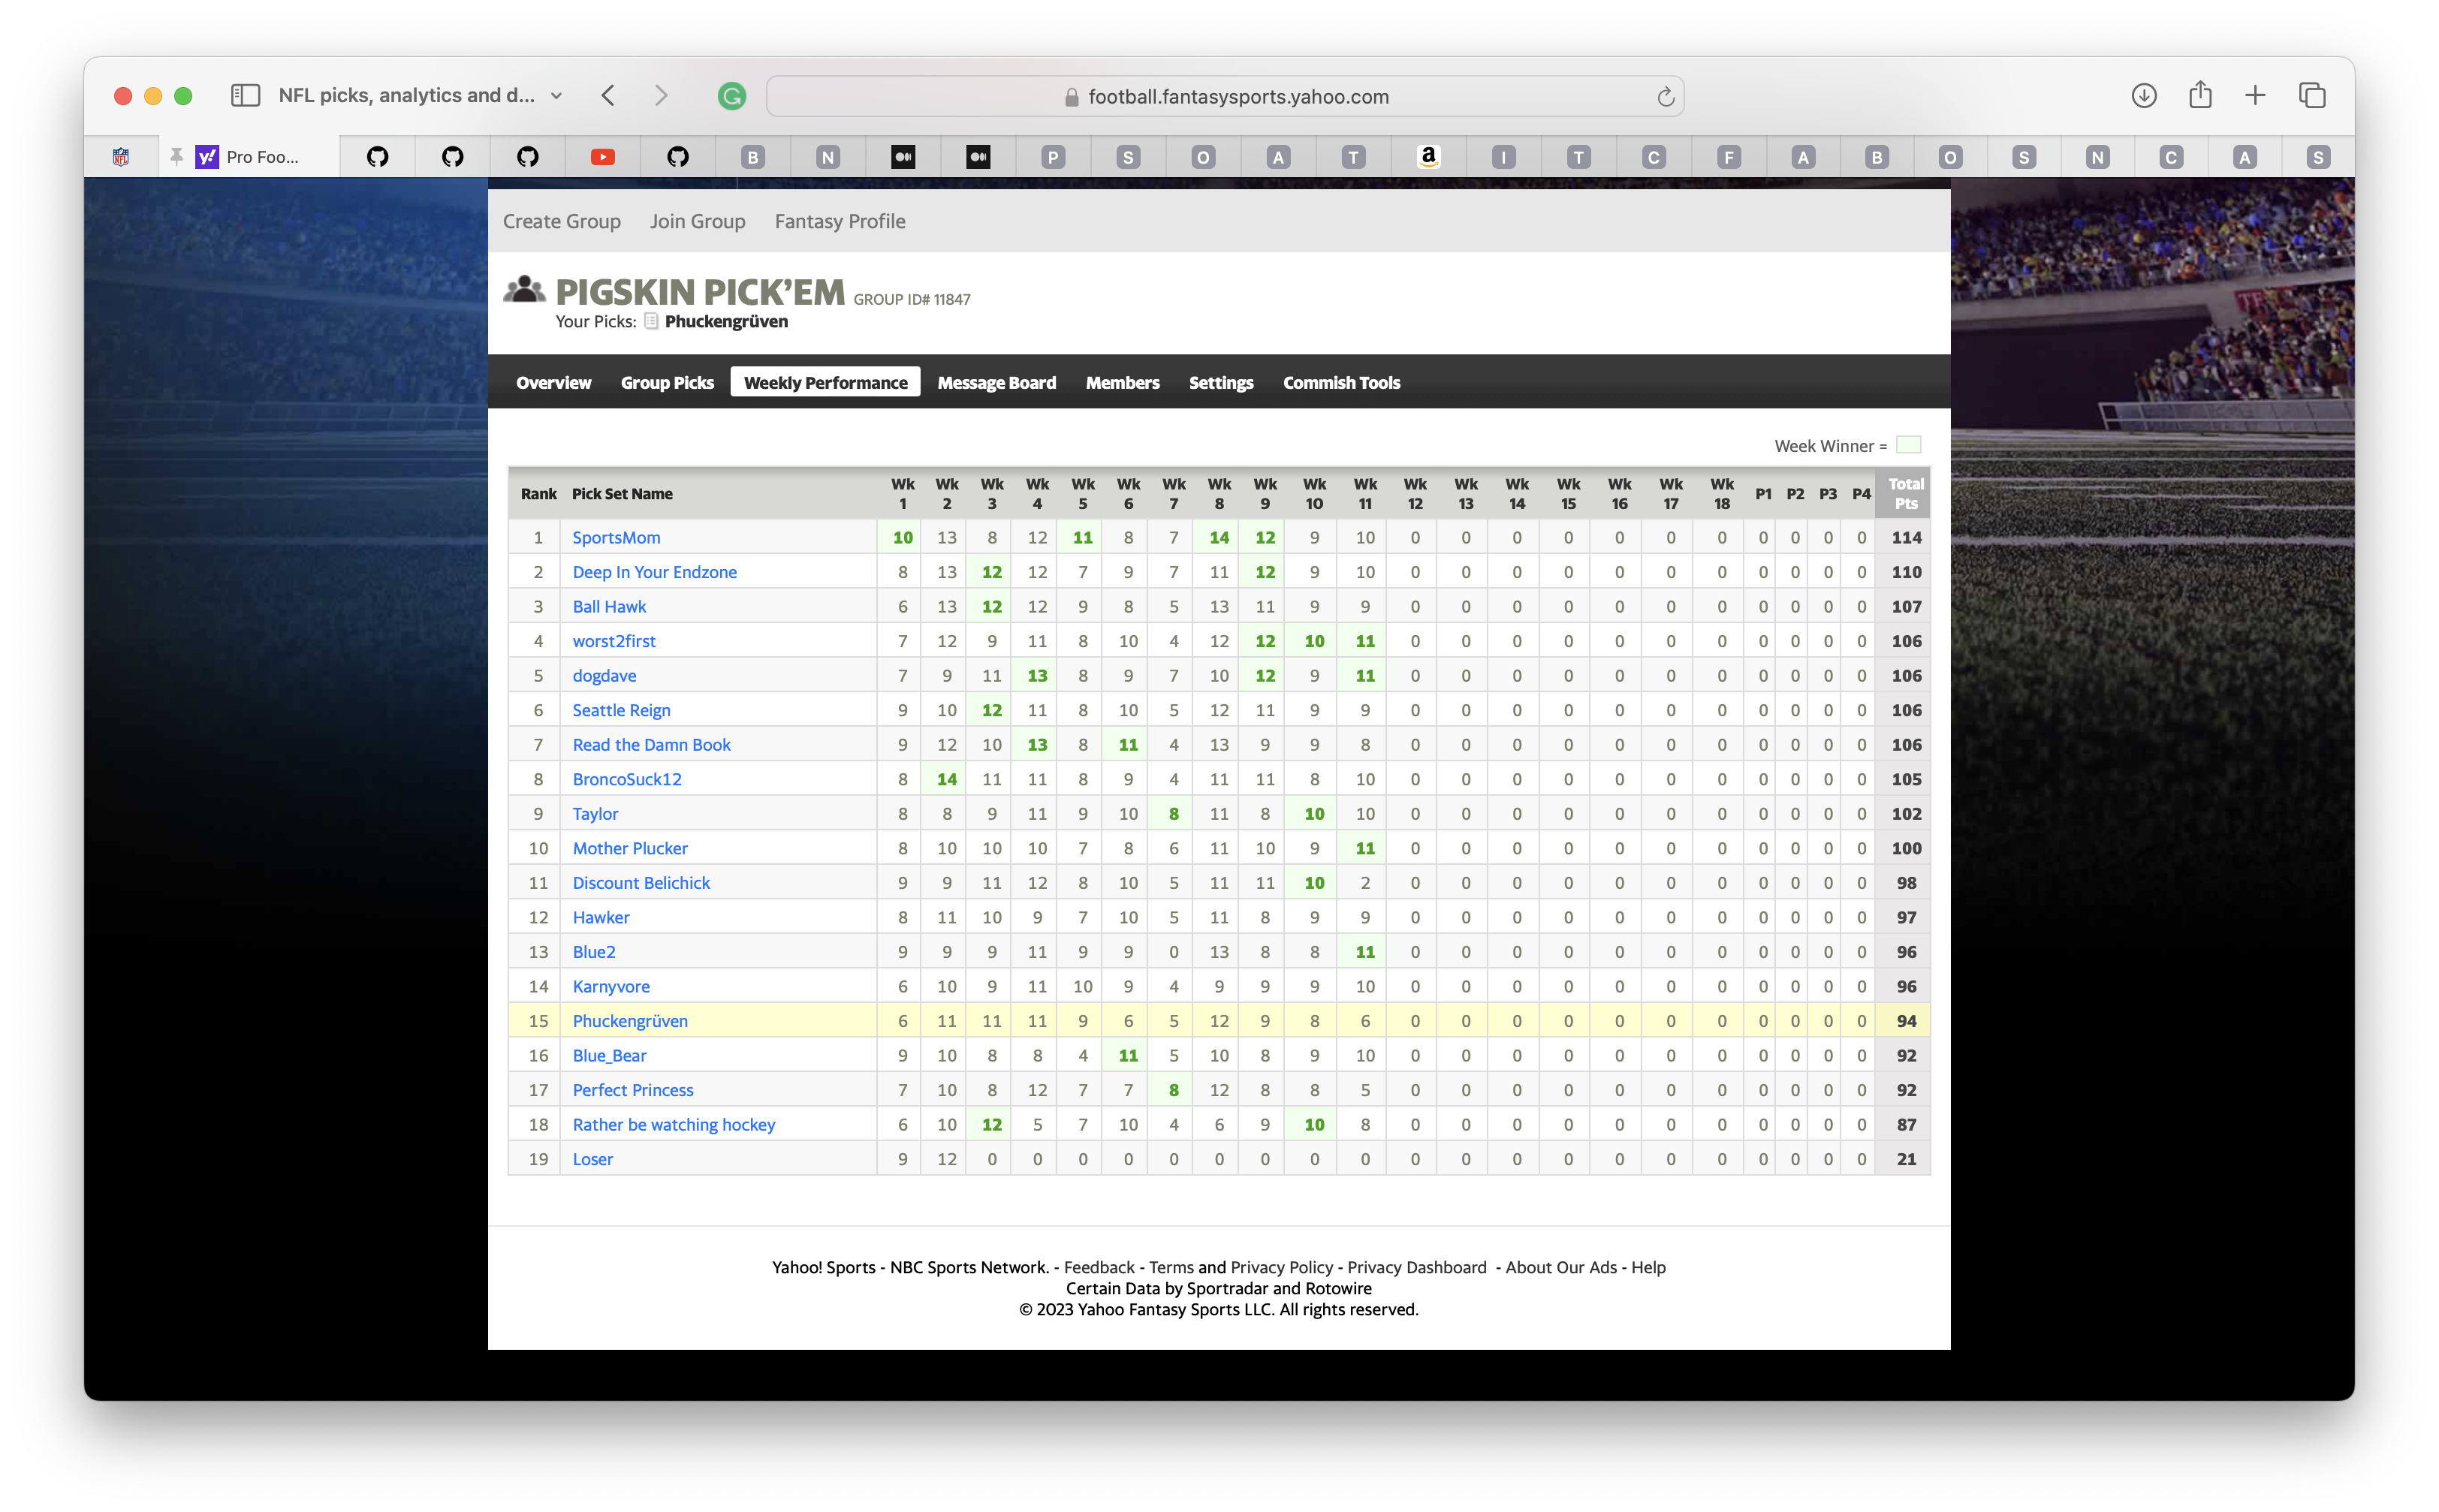 NFL picks, analytics and d...
football.fantasysports.yahoo.com
NFL y! Pro Foo... B N P S O A T a I T C F A B O S N C A S
Create Group Join Group Fantasy Profile
PIGSKIN PICK'EM GROUP ID# 11847
Your Picks: Phuckengrüven
Overview Group Picks Weekly Performance Message Board Members Settings Commish Tools
Week Winner =
Rank Pick Set Name Wk 1 Wk 2 Wk 3 Wk 4 Wk 5 Wk 6 Wk 7 Wk 8 Wk 9 Wk 10 Wk 11 Wk 12 Wk 13 Wk 14 Wk 15 Wk 16 Wk 17 Wk 18 P1 P2 P3 P4 Total Pts
1 SportsMom 10 13 8 12 11 8 7 14 12 9 10 0 0 0 0 0 0 0 0 0 0 0 114
2 Deep In Your Endzone 8 13 12 12 7 9 7 11 12 9 10 0 0 0 0 0 0 0 0 0 0 0 110
3 Ball Hawk 6 13 12 12 9 8 5 13 11 9 9 0 0 0 0 0 0 0 0 0 0 0 107
4 worst2first 7 12 9 11 8 10 4 12 12 10 11 0 0 0 0 0 0 0 0 0 0 0 106
5 dogdave 7 9 11 13 8 9 7 10 12 9 11 0 0 0 0 0 0 0 0 0 0 0 106
6 Seattle Reign 9 10 12 11 8 10 5 12 11 9 9 0 0 0 0 0 0 0 0 0 0 0 106
7 Read the Damn Book 9 12 10 13 8 11 4 13 9 9 8 0 0 0 0 0 0 0 0 0 0 0 106
8 BroncoSuck12 8 14 11 11 8 9 4 11 11 8 10 0 0 0 0 0 0 0 0 0 0 0 105
9 Taylor 8 8 9 11 9 10 8 11 8 10 10 0 0 0 0 0 0 0 0 0 0 0 102
10 Mother Plucker 8 10 10 10 7 8 6 11 10 9 11 0 0 0 0 0 0 0 0 0 0 0 100
11 Discount Belichick 9 9 11 12 8 10 5 11 11 10 2 0 0 0 0 0 0 0 0 0 0 0 98
12 Hawker 8 11 10 9 7 10 5 11 8 9 9 0 0 0 0 0 0 0 0 0 0 0 97
13 Blue2 9 9 9 11 9 9 0 13 8 8 11 0 0 0 0 0 0 0 0 0 0 0 96
14 Karnyvore 6 10 9 11 10 9 4 9 9 9 10 0 0 0 0 0 0 0 0 0 0 0 96
15 Phuckengrüven 6 11 11 11 9 6 5 12 9 8 6 0 0 0 0 0 0 0 0 0 0 0 94
16 Blue_Bear 9 10 8 8 4 11 5 10 8 9 10 0 0 0 0 0 0 0 0 0 0 0 92
17 Perfect Princess 7 10 8 12 7 7 8 12 8 8 5 0 0 0 0 0 0 0 0 0 0 0 92
18 Rather be watching hockey 6 10 12 5 7 10 4 6 9 10 8 0 0 0 0 0 0 0 0 0 0 0 87
19 Loser 9 12 0 0 0 0 0 0 0 0 0 0 0 0 0 0 0 0 0 0 0 0 21
Yahoo! Sports - NBC Sports Network. - Feedback - Terms and Privacy Policy - Privacy Dashboard - About Our Ads - Help
Certain Data by Sportradar and Rotowire
© 2023 Yahoo Fantasy Sports LLC. All rights reserved.